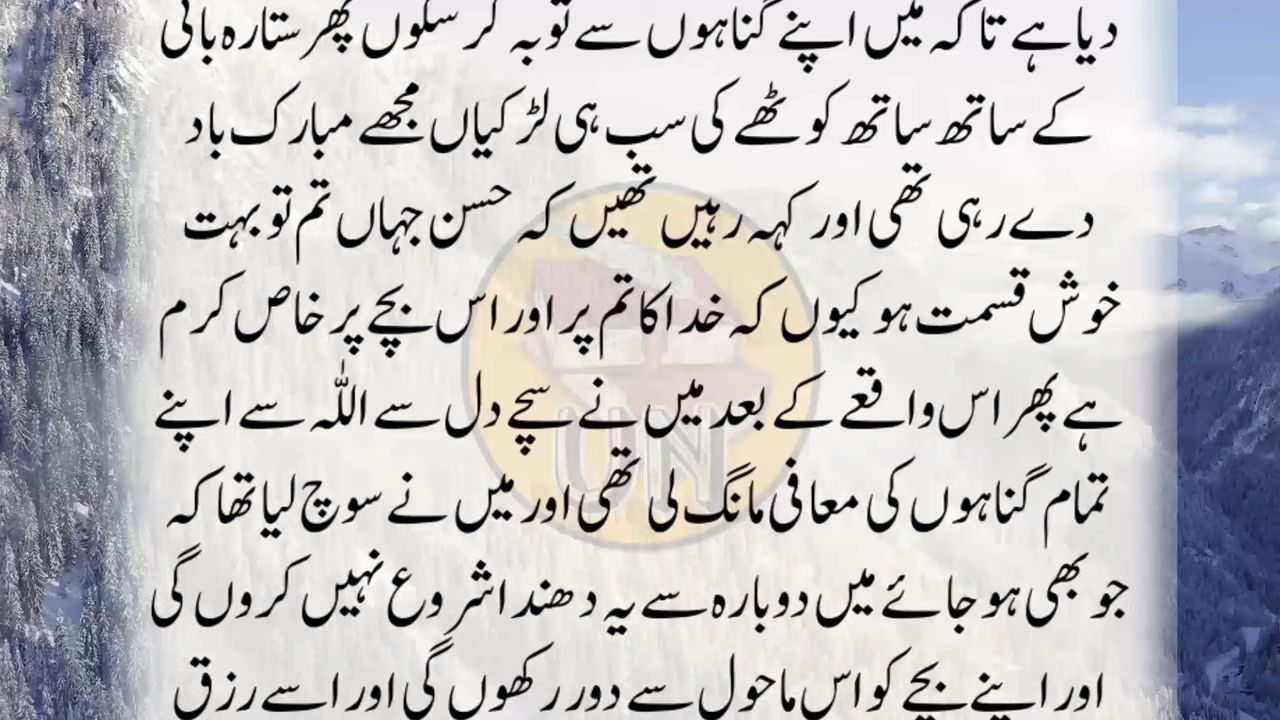 دیا ہے تاکہ میں اپنے گناہوں سے توبہ کر سکوں پھر ستارہ بائی
کے ساتھ ساتھ کوٹھے کی سب ہی لڑکیاں مجھے مبارک باد
دے رہی تھی اور کہہ رہیں تھیں کہ حسن جہاں تم تو بہت
خوش قسمت ہو کیوں کہ خدا کا تم پر اور اس بچے پر خاص کرم
ہے پھر اس واقعے کے بعد میں نے سچے دل سے اللہ سے اپنے
تمام گناہوں کی معافی مانگ لی تھی اور میں نے سوچ لیا تھا کہ
جو بھی ہو جائے میں دوبارہ سے یہ دھندا شروع نہیں کروں گی
اور اپنے بچے کو اس ماحول سے دور رکھوں گی اور اسے رزق
UN